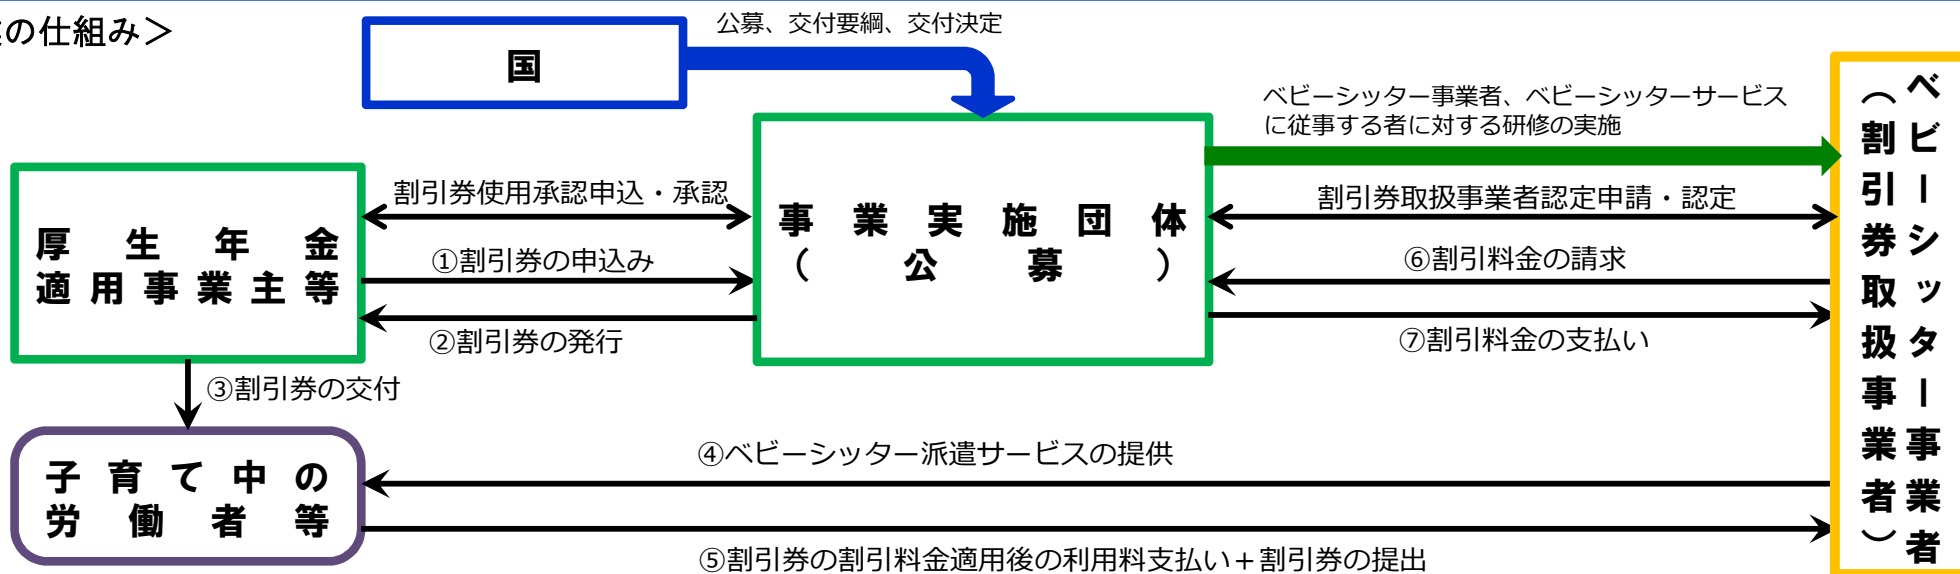 の仕組み＞
公募、交付要綱、交付決定
国
ベビーシッター事業者、ベビーシッターサービス
に従事する者に対する研修の実施
厚生年金
適用事業主等
割引券使用承認申込・承認
①割引券の申込み
②割引券の発行
事業実施団体
（公募）
割引券取扱事業者認定申請・認定
⑥割引料金の請求
⑦割引料金の支払い
ベビーシッター事業者
（割引券取扱事業者）
③割引券の交付
子育て中の
労働者等
④ベビーシッター派遣サービスの提供
⑤割引券の割引料金適用後の利用料支払い＋割引券の提出